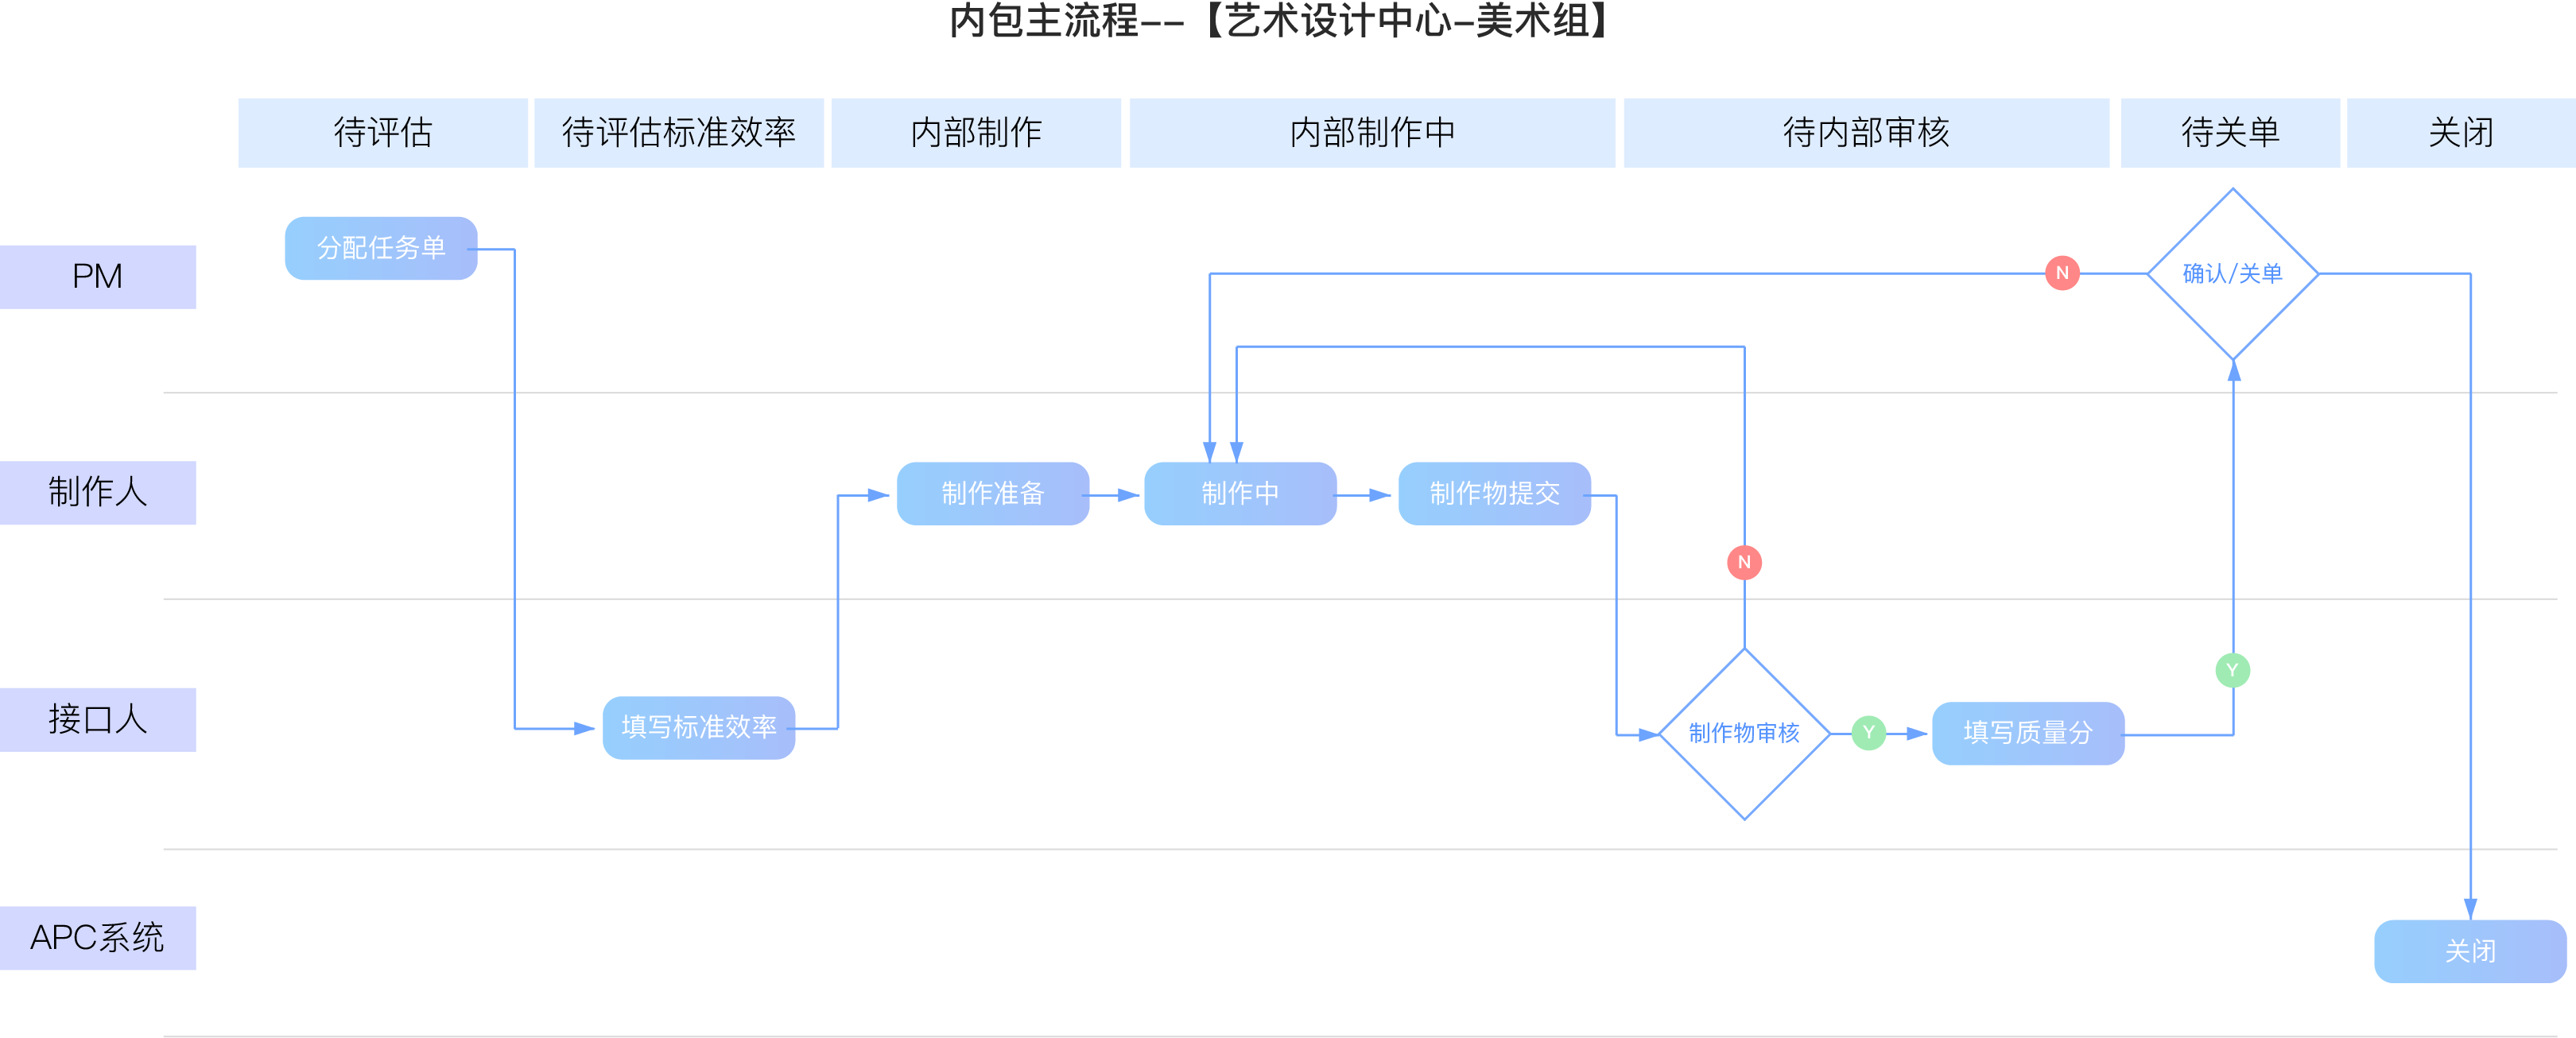 内包主流程--【艺术设计中心-美术组】
待评估
待评估标准效率
内部制作
内部制作中
待内部审核
待关单
关闭
PM
分配任务单
N
确认/关单
制作人
制作准备
制作中
制作物提交
N
接口人
填写标准效率
制作物审核
Y
填写质量分
Y
APC系统
关闭